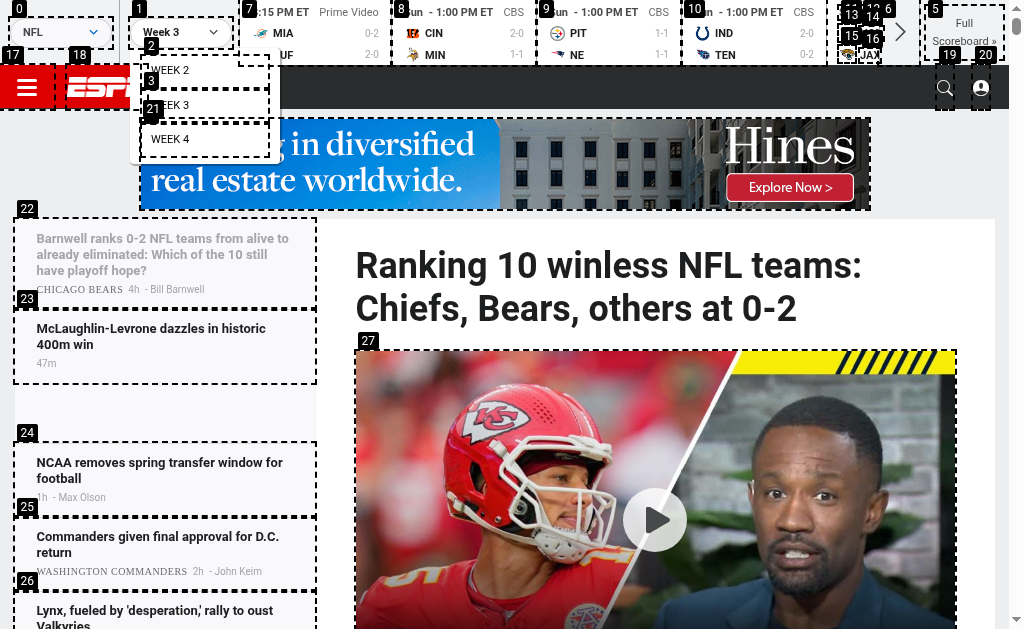 0
NFL
1
Week 3
2
WEEK 2
3
WEEK 3
21
WEEK 4
7
:15 PM ET Prime Video
MIA 0-2
UF 2-0
8
Sun - 1:00 PM ET CBS
CIN 2-0
MIN 1-1
9
Sun - 1:00 PM ET CBS
PIT 1-1
NE 1-1
10
Sun - 1:00 PM ET CBS
IND 2-0
TEN 0-2
13
14
15
16
JAX
6
5
Full
Scoreboard »
17
18
19
20
ESP
in diversified
real estate worldwide.
Hines
Explore Now >
22
Barnwell ranks 0-2 NFL teams from alive to
already eliminated: Which of the 10 still
have playoff hope?
CHICAGO BEARS 4h - Bill Barnwell
23
McLaughlin-Levrone dazzles in historic
400m win
47m
24
NCAA removes spring transfer window for
football
1h - Max Olson
25
Commanders given final approval for D.C.
return
WASHINGTON COMMANDERS 2h - John Keim
26
Lynx, fueled by 'desperation,' rally to oust
Valkyries
Ranking 10 winless NFL teams:
Chiefs, Bears, others at 0-2
27